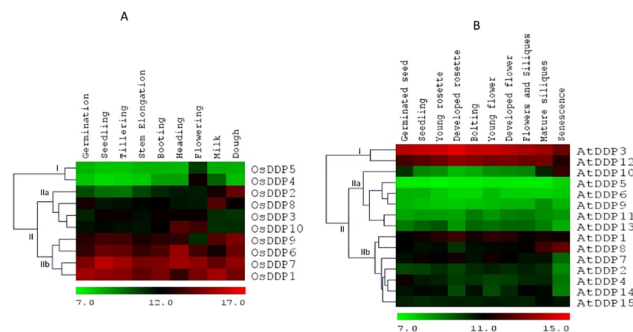 A
Germination
Seedling
Tillering
Stem Elongation
Booting
Heading
Flowering
Milk
Dough
I
IIa
II
IIb
OsDDP5
OsDDP4
OsDDP2
OsDDP8
OsDDP3
OsDDP10
OsDDP9
OsDDP6
OsDDP7
OsDDP1
7.0 12.0 17.0
B
Germinated seed
Seedling
Young rosette
Developed rosette
Bolting
Young flower
Developed flower
Flowers and Siliques
Mature siliques
Senescence
I
IIa
II
IIb
AtDDP3
AtDDP12
AtDDP10
AtDDP5
AtDDP6
AtDDP9
AtDDP11
AtDDP13
AtDDP1
AtDDP8
AtDDP7
AtDDP2
AtDDP4
AtDDP14
AtDDP15
7.0 11.0 15.0